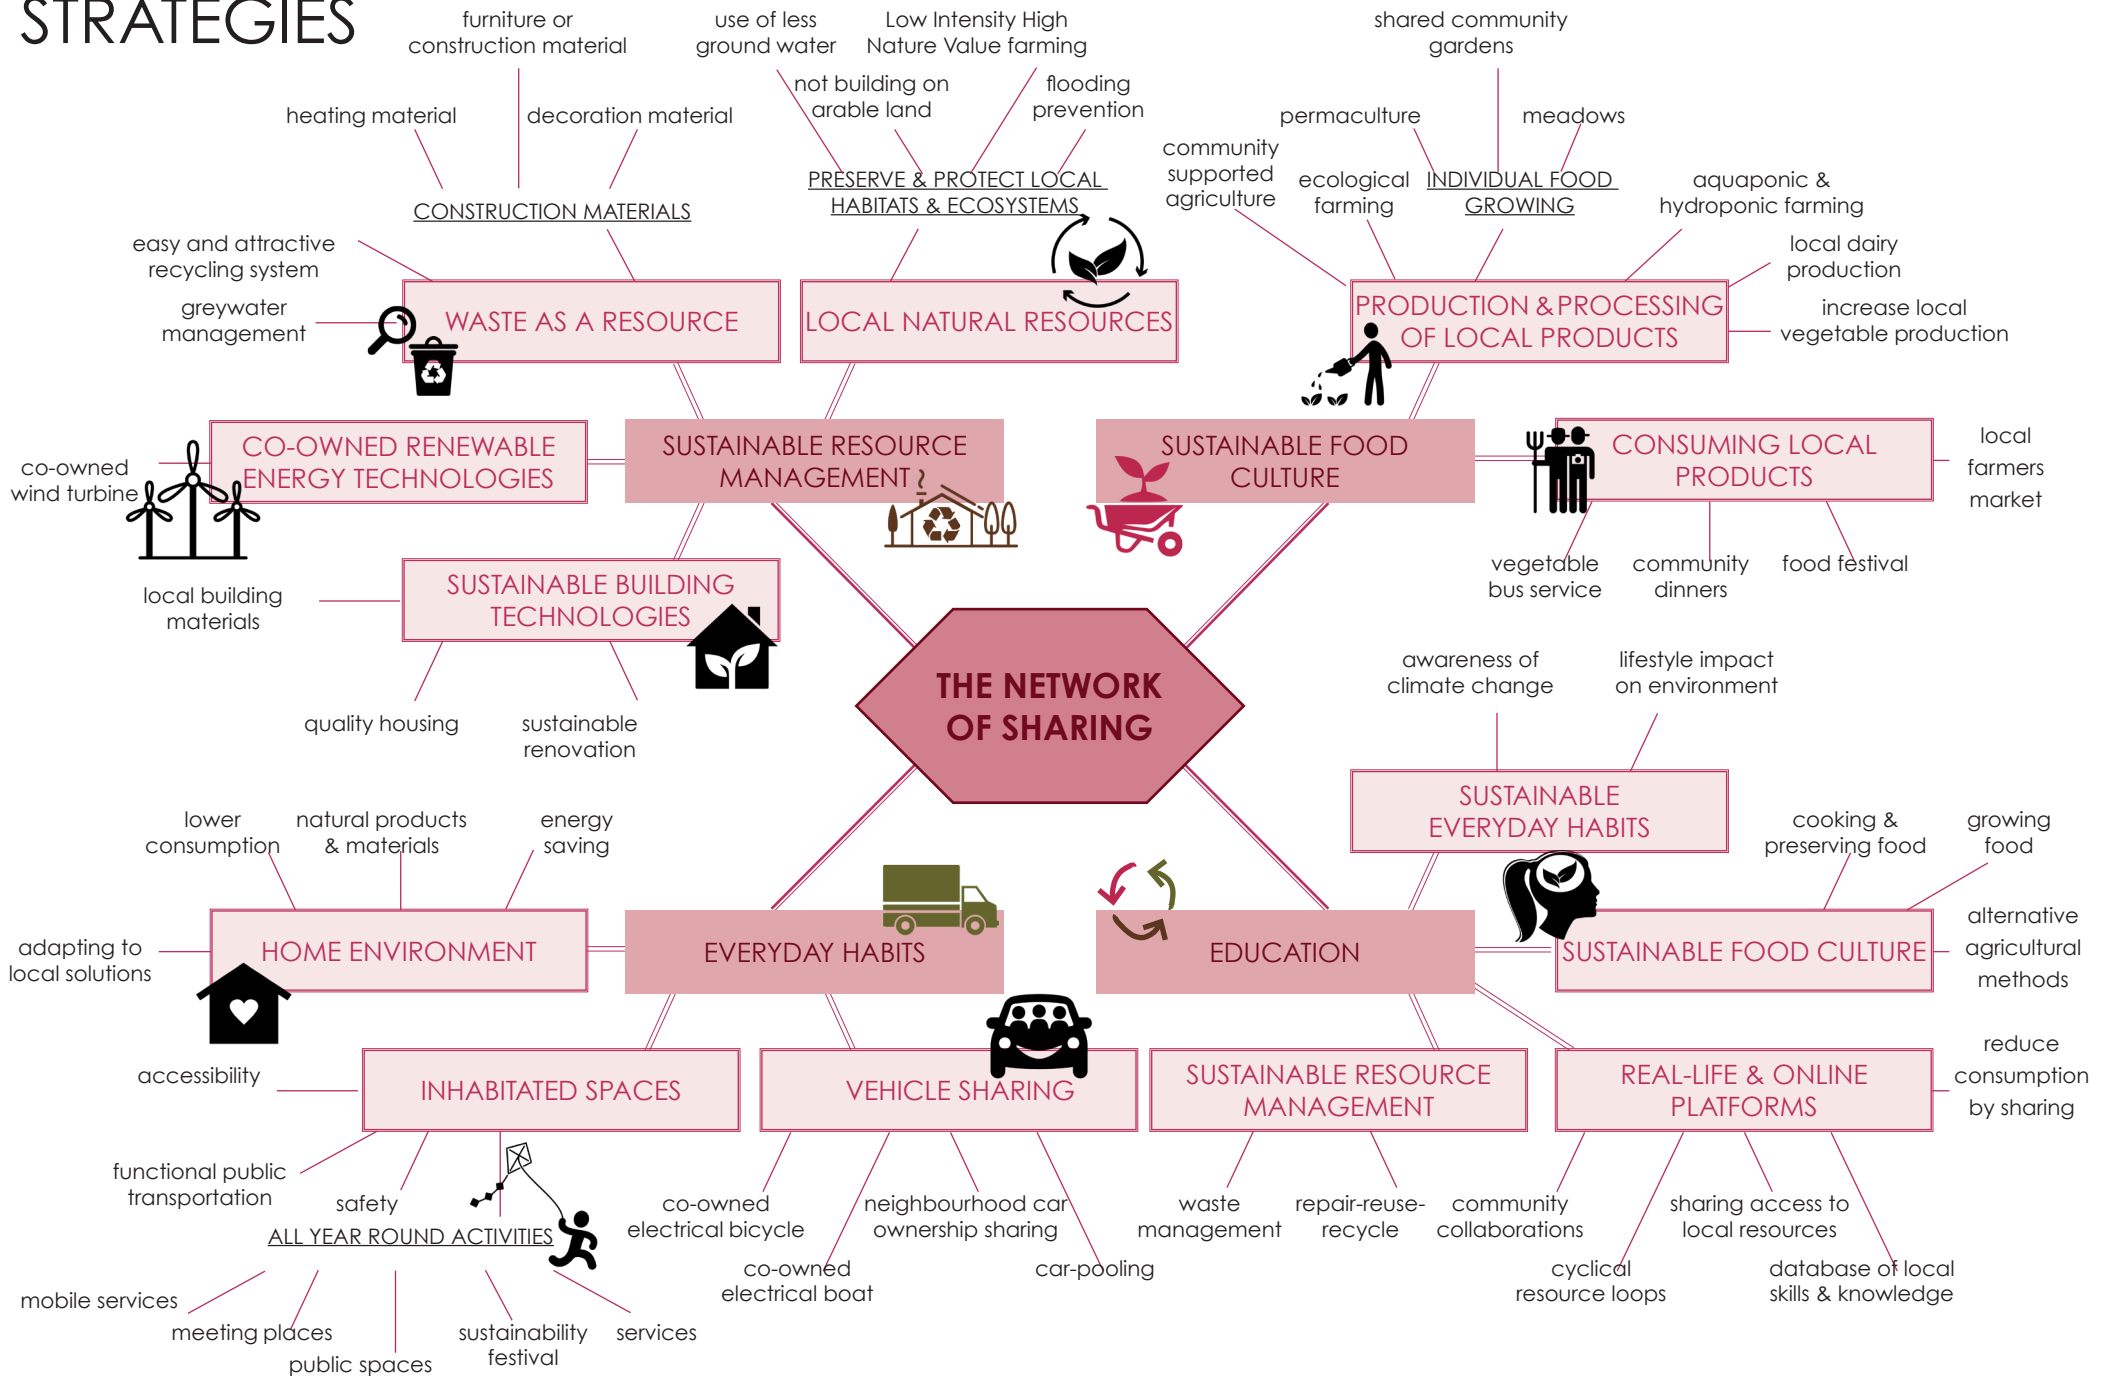 STRATEGIES
furniture or
construction material
heating material
decoration material
CONSTRUCTION MATERIALS
easy and attractive
recycling system
greywater
management
WASTE AS A RESOURCE
use of less
ground water
Low Intensity High
Nature Value farming
not building on
arable land
flooding
prevention
PRESERVE & PROTECT LOCAL
HABITATS & ECOSYSTEMS
LOCAL NATURAL RESOURCES
shared community
gardens
permaculture
meadows
community
supported
agriculture
ecological
farming
INDIVIDUAL FOOD
GROWING
aquaponic &
hydroponic farming
local dairy
production
increase local
vegetable production
PRODUCTION & PROCESSING
OF LOCAL PRODUCTS
co-owned
wind turbine
CO-OWNED RENEWABLE
ENERGY TECHNOLOGIES
SUSTAINABLE RESOURCE
MANAGEMENT
SUSTAINABLE FOOD
CULTURE
CONSUMING LOCAL
PRODUCTS
local
farmers
market
vegetable
bus service
community
dinners
food festival
local building
materials
SUSTAINABLE BUILDING
TECHNOLOGIES
quality housing
sustainable
renovation
THE NETWORK
OF SHARING
awareness of
climate change
lifestyle impact
on environment
SUSTAINABLE
EVERYDAY HABITS
lower
consumption
natural products
& materials
energy
saving
adapting to
local solutions
HOME ENVIRONMENT
EVERYDAY HABITS
EDUCATION
cooking &
preserving food
growing
food
SUSTAINABLE FOOD CULTURE
alternative
agricultural
methods
accessibility
INHABITATED SPACES
VEHICLE SHARING
SUSTAINABLE RESOURCE
MANAGEMENT
REAL-LIFE & ONLINE
PLATFORMS
reduce
consumption
by sharing
functional public
transportation
safety
ALL YEAR ROUND ACTIVITIES
mobile services
meeting places
public spaces
sustainability
festival
services
co-owned
electrical bicycle
co-owned
electrical boat
neighbourhood car
ownership sharing
car-pooling
waste
management
repair-reuse-
recycle
community
collaborations
cyclical
resource loops
sharing access to
local resources
database of local
skills & knowledge